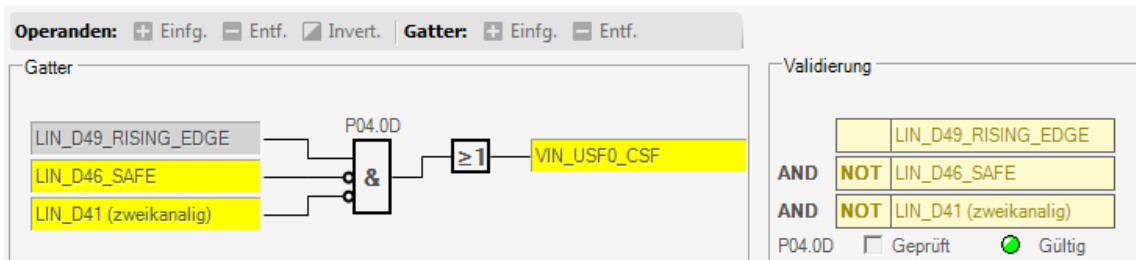 Operanden: Einfg. Entf. Invert. Gatter: Einfg. Entf.
Gatter
P04.0D
LIN_D49_RISING_EDGE
LIN_D46_SAFE
LIN_D41 (zweikanalig)
&
≥1
VIN_USF0_CSF
Validierung
LIN_D49_RISING_EDGE
AND NOT LIN_D46_SAFE
AND NOT LIN_D41 (zweikanalig)
P04.0D Geprüft Gültig